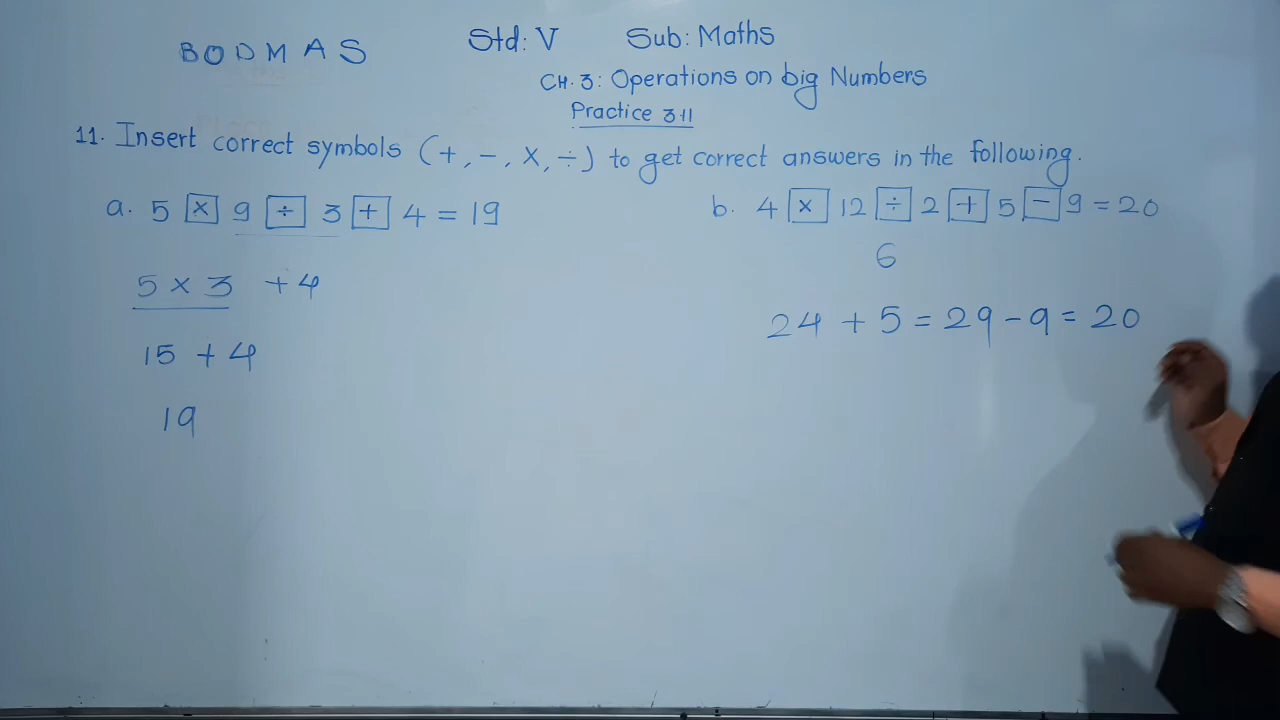 BODMAS Std: V Sub: Maths
CH. 3: Operations on big Numbers
Practice 3.11
11. Insert correct symbols (+, -, ×, ÷) to get correct answers in the following.
a. 5 × 9 ÷ 3 + 4 = 19
b. 4 × 12 ÷ 2 + 5 - 9 = 20
5 × 3 + 4
15 + 4
19
6
24 + 5 = 29 - 9 = 20